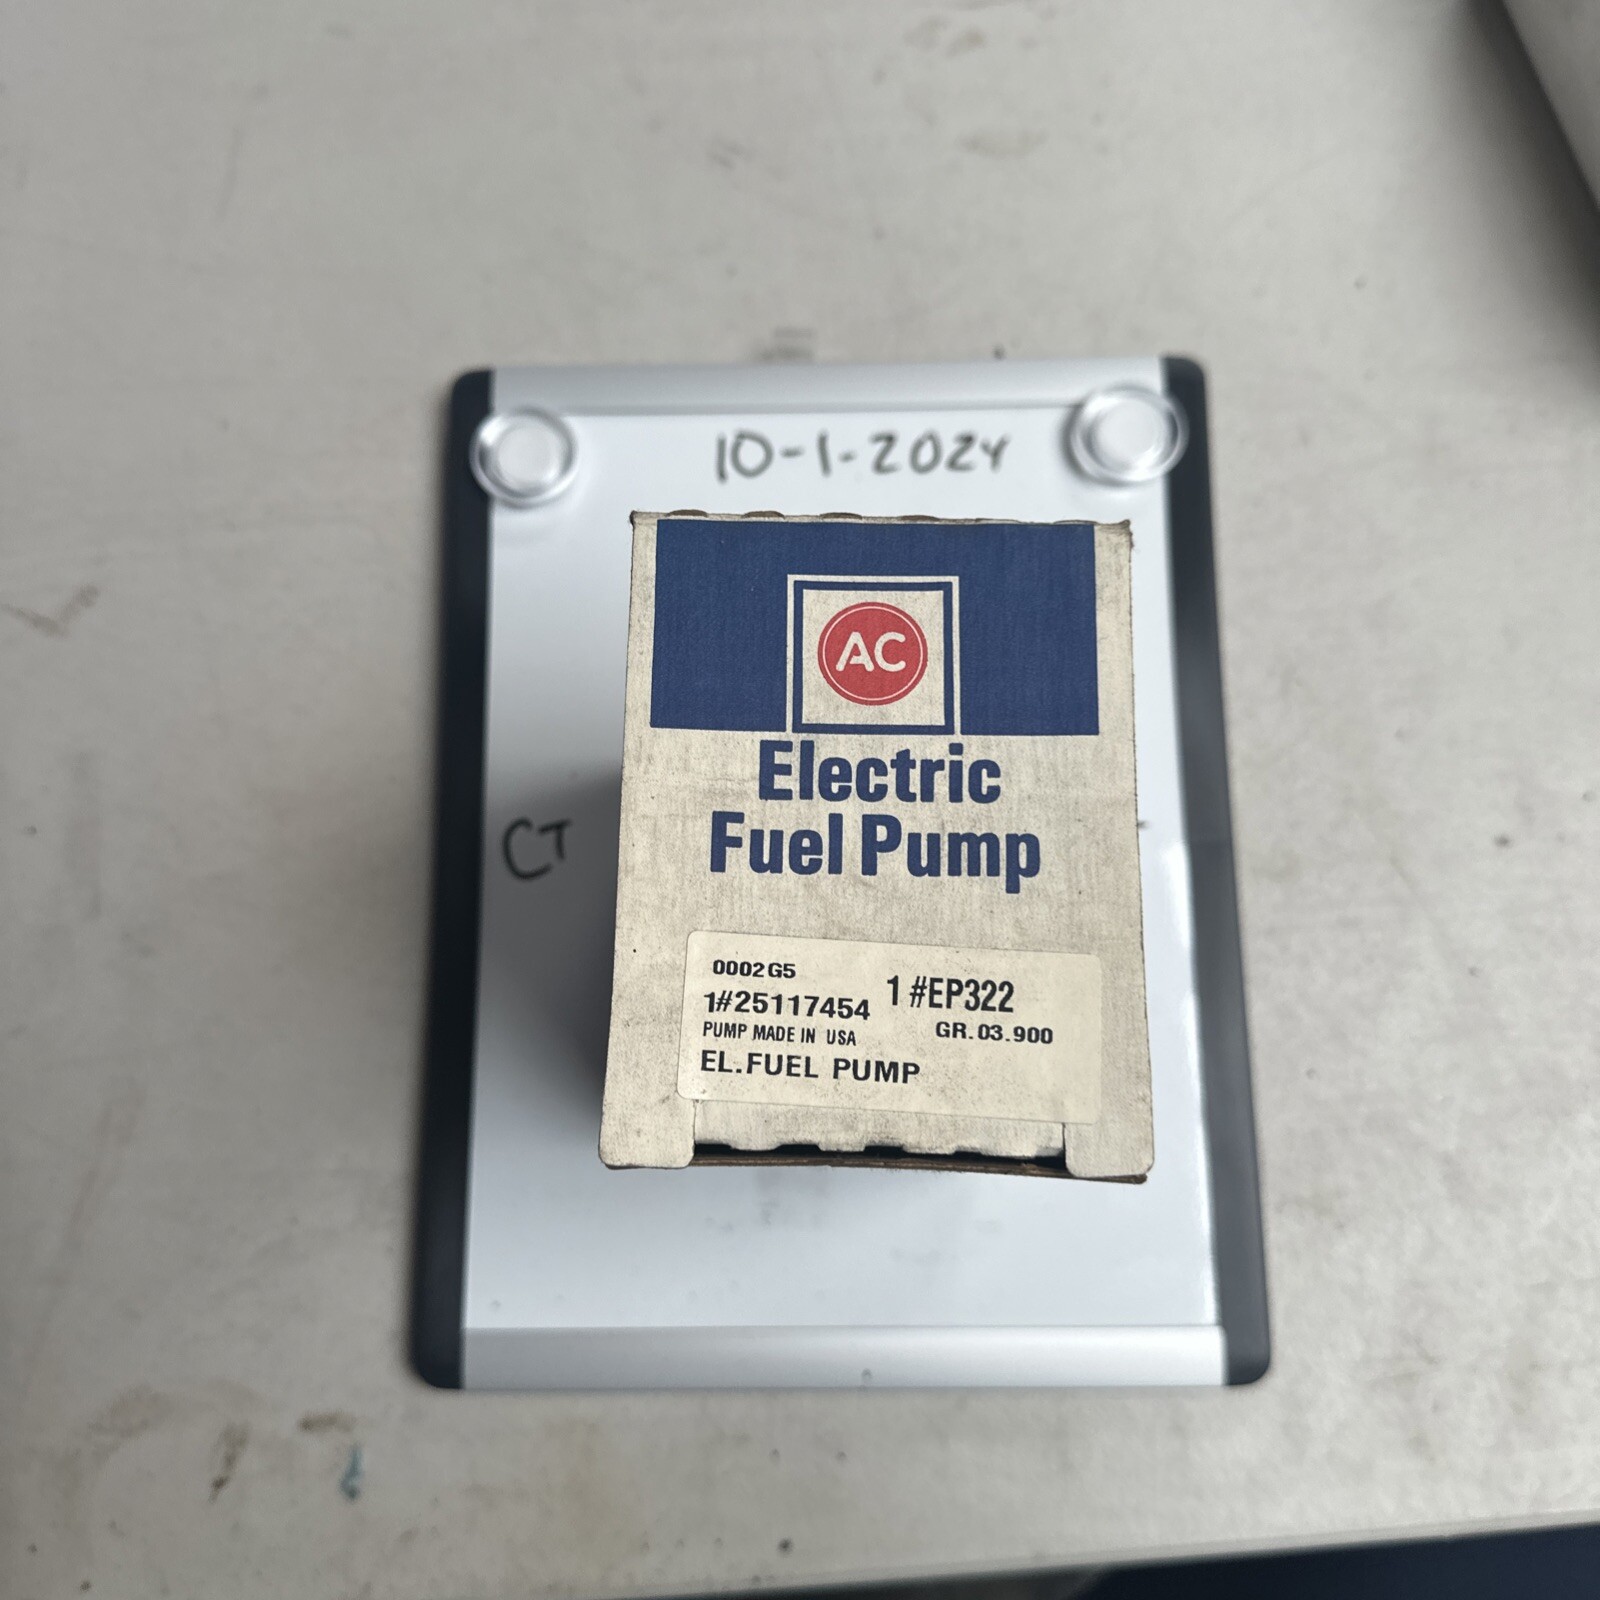 10-1-2024
AC
Electric
Fuel Pump
CT
0002G5
1#25117454 1#EP322
PUMP MADE IN USA GR. 03.900
EL.FUEL PUMP